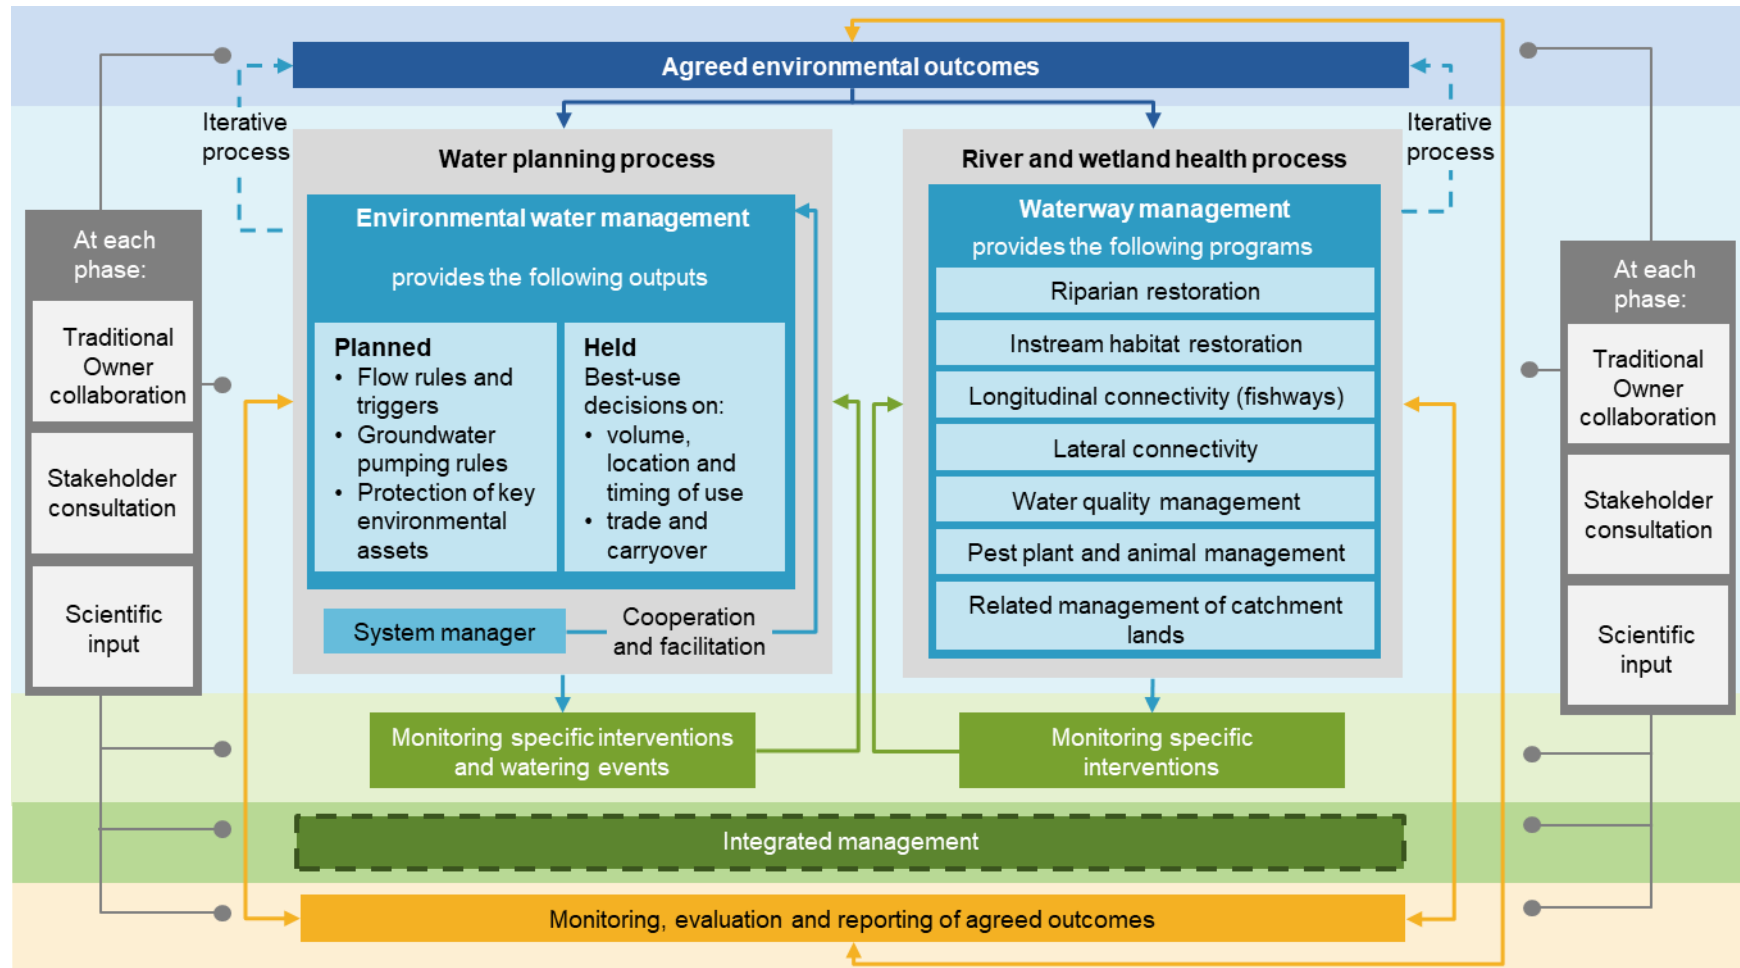 Agreed environmental outcomes
Iterative
process
Iterative
process
At each
phase:
Traditional
Owner
collaboration
Stakeholder
consultation
Scientific
input
Water planning process
Environmental water management
provides the following outputs
Planned
• Flow rules and
triggers
• Groundwater
pumping rules
• Protection of key
environmental
assets
Held
Best-use
decisions on:
• volume,
location and
timing of use
• trade and
carryover
System manager
Cooperation
and facilitation
River and wetland health process
Waterway management
provides the following programs
Riparian restoration
Instream habitat restoration
Longitudinal connectivity (fishways)
Lateral connectivity
Water quality management
Pest plant and animal management
Related management of catchment
lands
At each
phase:
Traditional
Owner
collaboration
Stakeholder
consultation
Scientific
input
Monitoring specific interventions
and watering events
Monitoring specific
interventions
Integrated management
Monitoring, evaluation and reporting of agreed outcomes